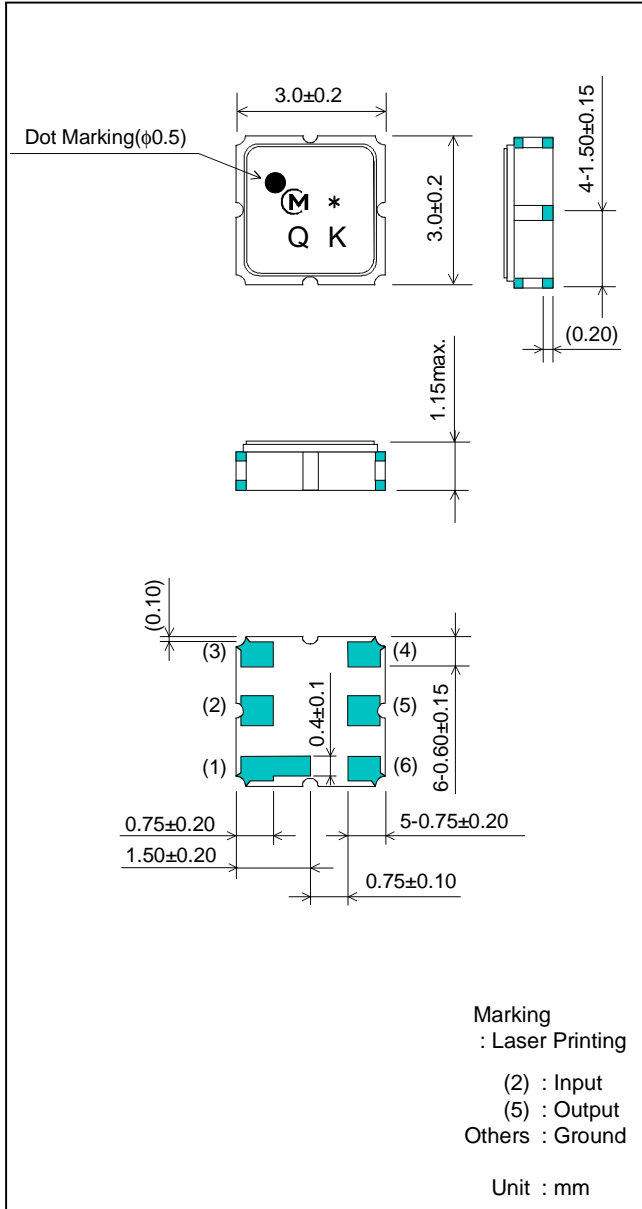 3.0±0.2
Dot Marking(ϕ0.5)
M *
Q K
3.0±0.2
4-1.50±0.15
(0.20)
1.15max.
(0.10)
(3)
(4)
(2)
(5)
(1)
(6)
0.4±0.1
6-0.60±0.15
0.75±0.20
5-0.75±0.20
1.50±0.20
0.75±0.10
Marking
: Laser Printing
(2) : Input
(5) : Output
Others : Ground
Unit : mm